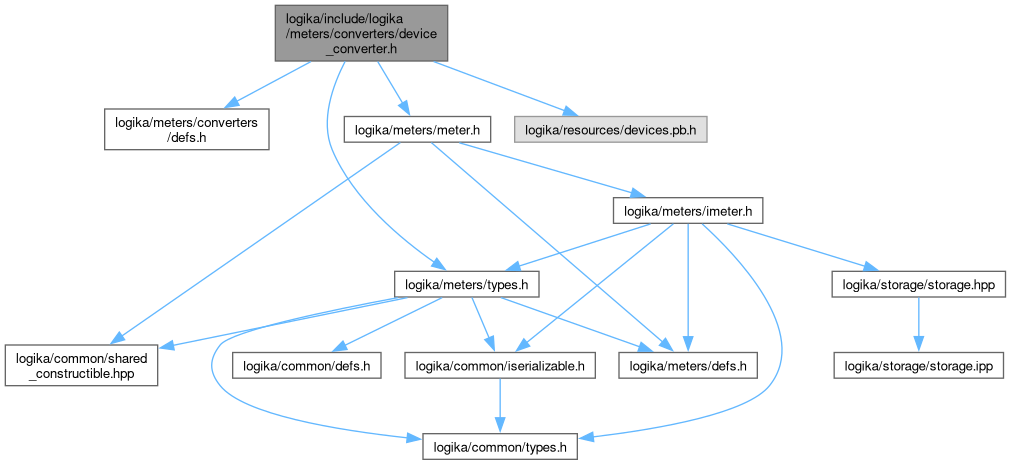 logika/include/logika
/meters/converters/device
_converter.h
logika/meters/converters
/defs.h
logika/meters/meter.h
logika/resources/devices.pb.h
logika/meters/imeter.h
logika/meters/types.h
logika/storage/storage.hpp
logika/common/shared
_constructible.hpp
logika/common/defs.h
logika/common/iserializable.h
logika/meters/defs.h
logika/storage/storage.ipp
logika/common/types.h